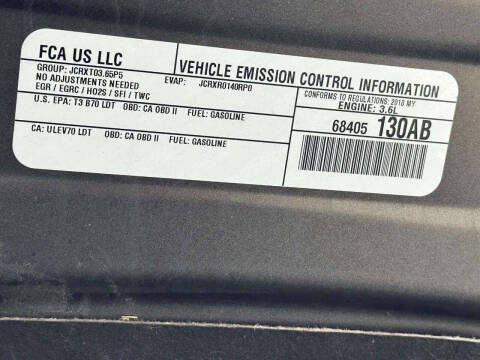 FCA US LLC
VEHICLE EMISSION CONTROL INFORMATION
GROUP: JCRXT03.65P5
EVAP: JCRXR0140RP0
NO ADJUSTMENTS NEEDED
EGR / EGRC / HO2S / SFI / TWC
CONFORMS TO REGULATIONS: 2018 MY
ENGINE: 3.6L
U.S. EPA: T3 B70 LDT OBD: CA OBD II FUEL: GASOLINE
68405 130AB
CA: ULEV70 LDT OBD: CA OBD II FUEL: GASOLINE